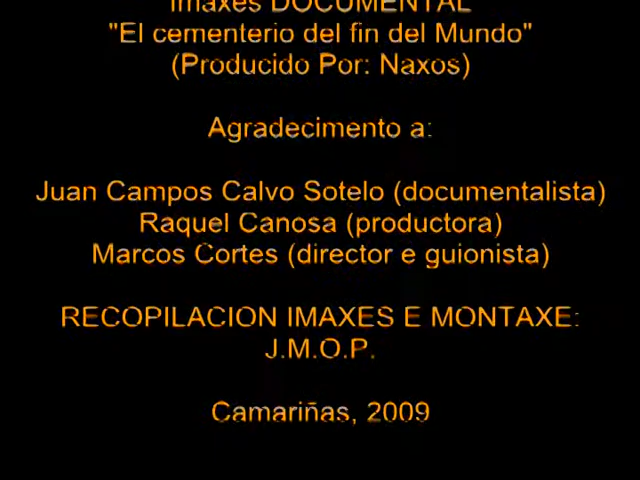 Imaxes DOCUMENTAL
"El cementerio del fin del Mundo"
(Producido Por: Naxos)
Agradecimento a:
Juan Campos Calvo Sotelo (documentalista)
Raquel Canosa (productora)
Marcos Cortes (director e guionista)
RECOPILACION IMAXES E MONTAXE:
J.M.O.P.
Camariñas, 2009